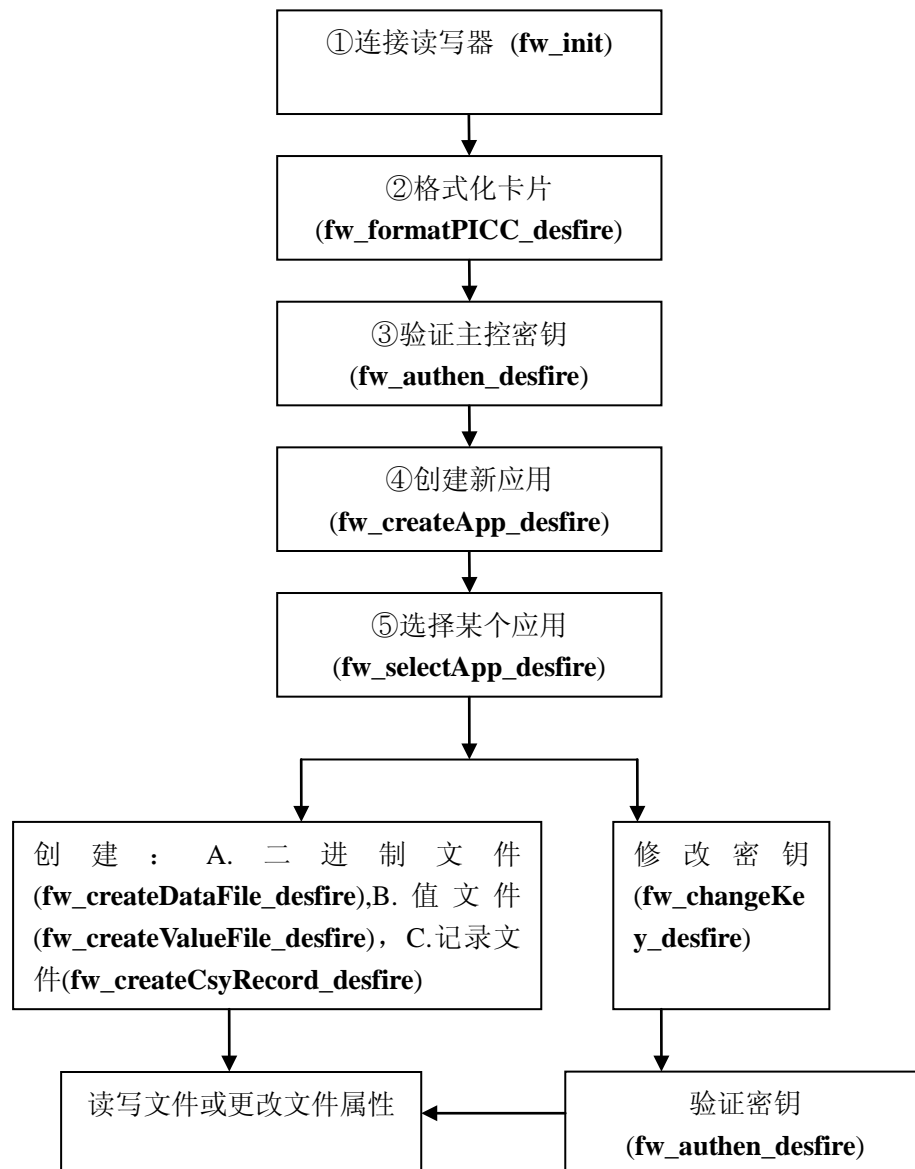 ①连接读写器 (fw_init)
②格式化卡片
(fw_formatPICC_desfire)
③验证主控密钥
(fw_authen_desfire)
④创建新应用
(fw_createApp_desfire)
⑤选择某个应用
(fw_selectApp_desfire)
创建：A.二进制文件
(fw_createDataFile_desfire),B.值文件
(fw_createValueFile_desfire)，C.记录文
件(fw_createCsyRecord_desfire)
修改密钥
(fw_changeKe
y_desfire)
读写文件或更改文件属性
验证密钥
(fw_authen_desfire)